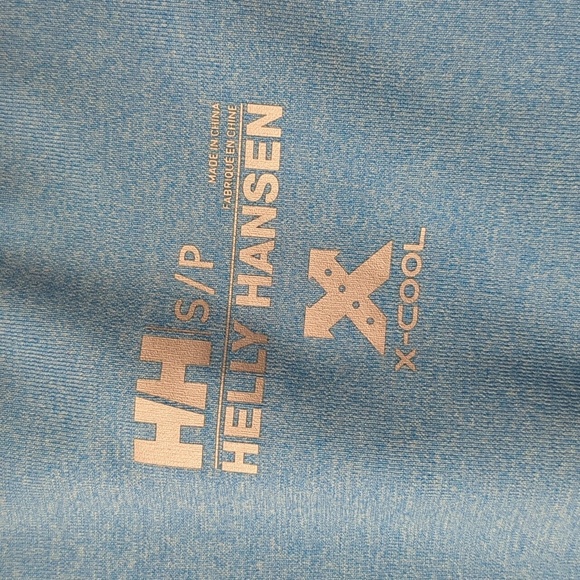 HH S/P
MADE IN CHINA
FABRIQUÉ EN CHINE
HELLY HANSEN
X-COOL